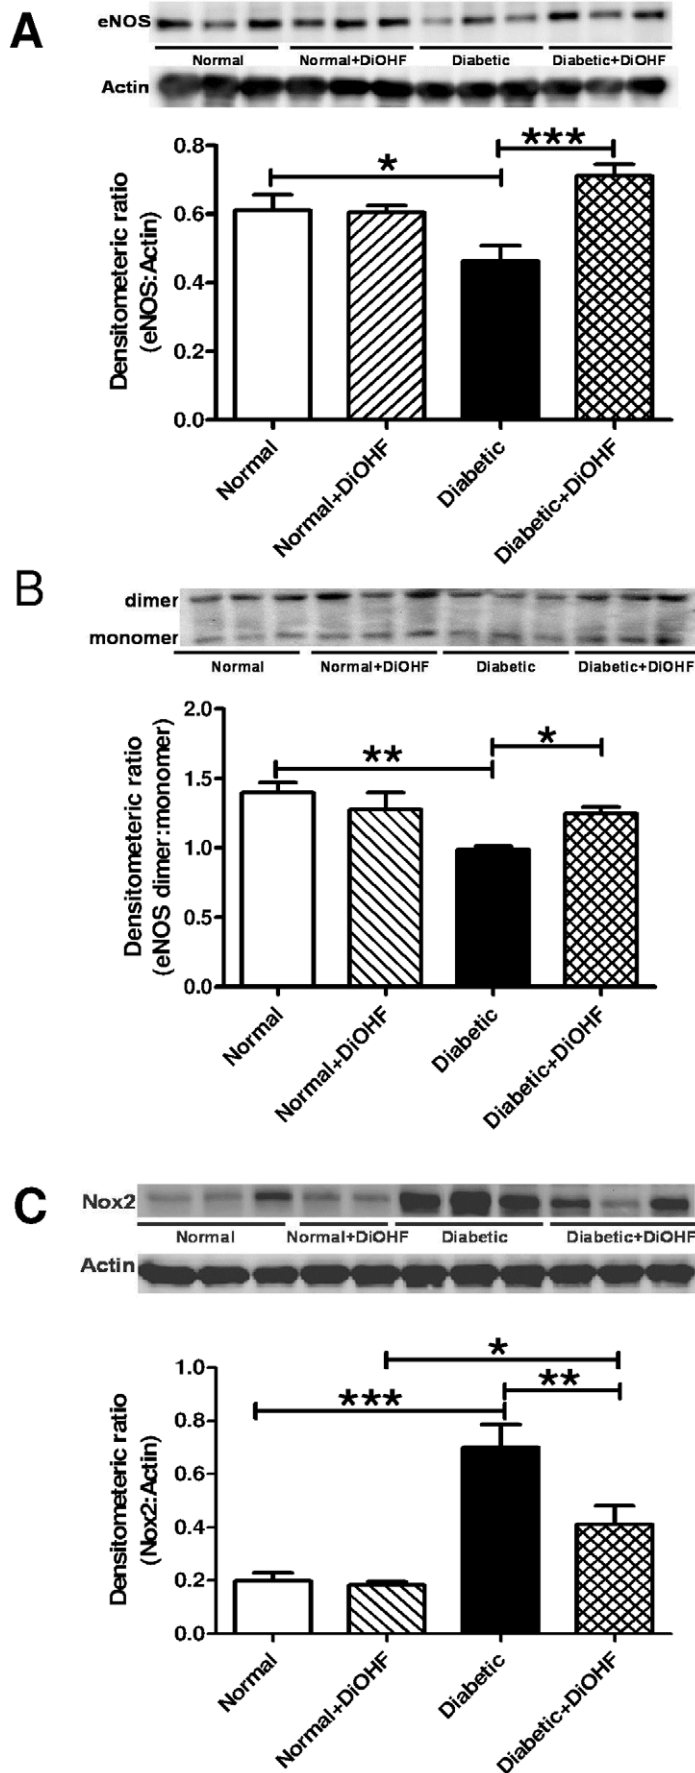 A
eNOS
Normal Normal+DiOHF Diabetic Diabetic+DiOHF
Actin
Densitometeric ratio
(eNOS:Actin)
0.8
0.6
0.4
0.2
0.0
* ***
Normal
Normal+DiOHF
Diabetic
Diabetic+DiOHF
B
dimer
monomer
Normal Normal+DiOHF Diabetic Diabetic+DiOHF
Densitometeric ratio
(eNOS dimer:monomer)
2.0
1.5
1.0
0.5
0.0
** *
Normal
Normal+DiOHF
Diabetic
Diabetic+DiOHF
C
Nox2
Normal Normal+DiOHF Diabetic Diabetic+DiOHF
Actin
Densitometeric ratio
(Nox2:Actin)
1.0
0.8
0.6
0.4
0.2
0.0
*
*** **
Normal
Normal+DiOHF
Diabetic
Diabetic+DiOHF